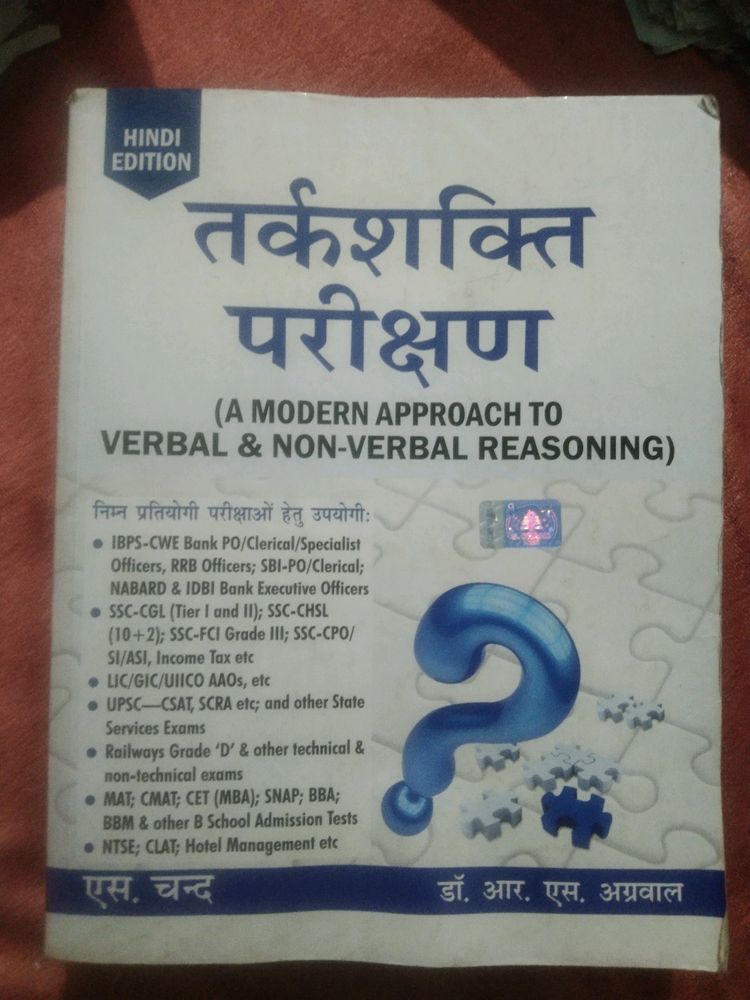 HINDI
EDITION
तर्कशक्ति
परीक्षण
(A MODERN APPROACH TO
VERBAL & NON-VERBAL REASONING)
निम्न प्रतियोगी परीक्षाओं हेतु उपयोगी:
• IBPS-CWE Bank PO/Clerical/Specialist
Officers, RRB Officers; SBI-PO/Clerical;
NABARD & IDBI Bank Executive Officers
• SSC-CGL (Tier I and II); SSC-CHSL
(10+2); SSC-FCI Grade III; SSC-CPO/
SI/ASI, Income Tax etc
• LIC/GIC/UIICO AAOs, etc
• UPSC—CSAT, SCRA etc; and other State
Services Exams
• Railways Grade ‘D’ & other technical &
non-technical exams
• MAT; CMAT; CET (MBA); SNAP; BBA;
BBM & other B School Admission Tests
• NTSE; CLAT; Hotel Management etc
एस. चन्द
डॉ. आर. एस. अग्रवाल